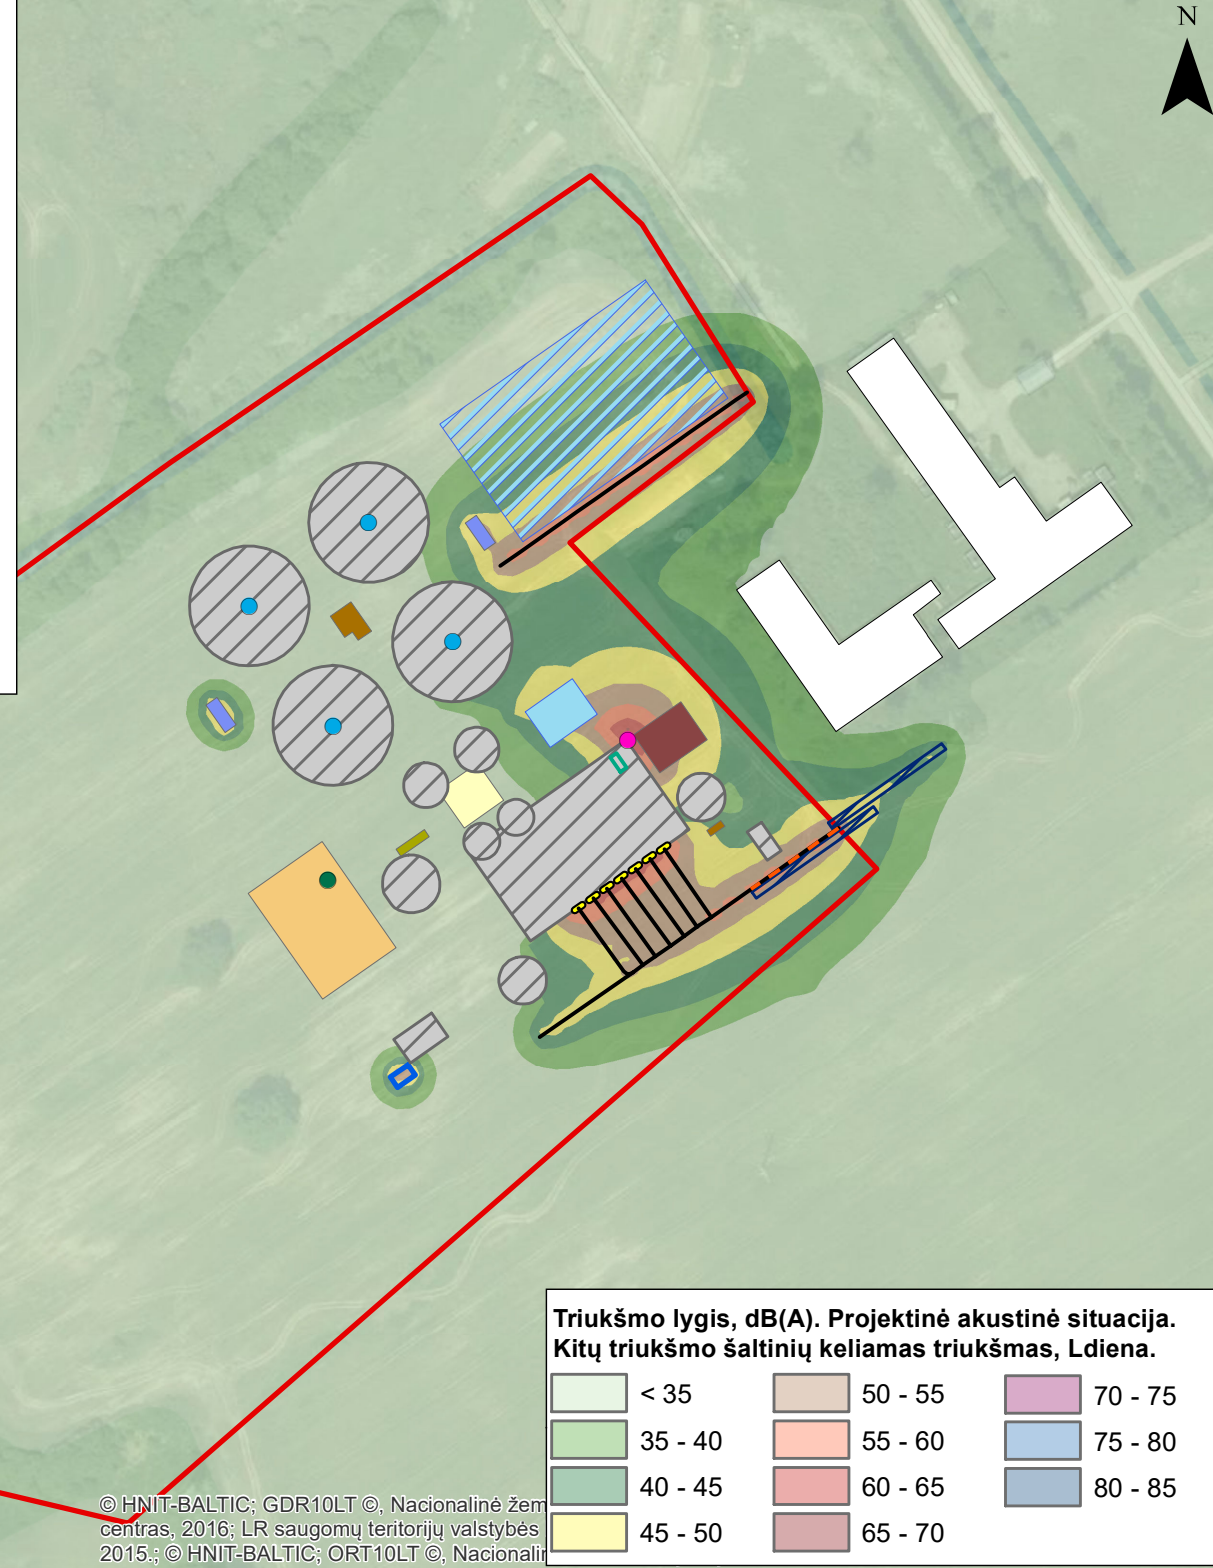 N
Triukšmo lygis, dB(A). Projektinė akustinė situacija.
Kitų triukšmo šaltinių keliamas triukšmas, Ldiena.
< 35
35 - 40
40 - 45
45 - 50
50 - 55
55 - 60
60 - 65
65 - 70
70 - 75
75 - 80
80 - 85
© HNIT-BALTIC; GDR10LT ©, Nacionalinė žem
centras, 2016; LR saugomų teritorijų valstybės
2015.; © HNIT-BALTIC; ORT10LT ©, Nacionalin